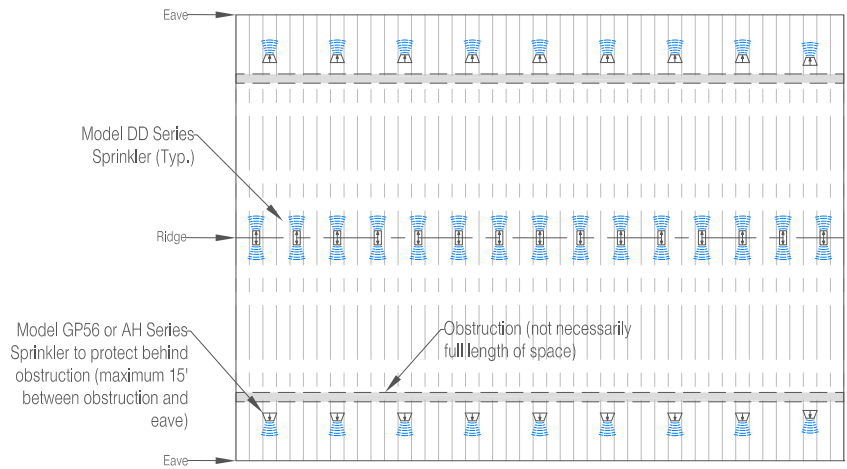 Eave
Model DD Series
Sprinkler (Typ.)
Ridge
Model GP56 or AH Series
Sprinkler to protect behind
obstruction (maximum 15'
between obstruction and
eave)
Obstruction (not necessarily
full length of space)
Eave